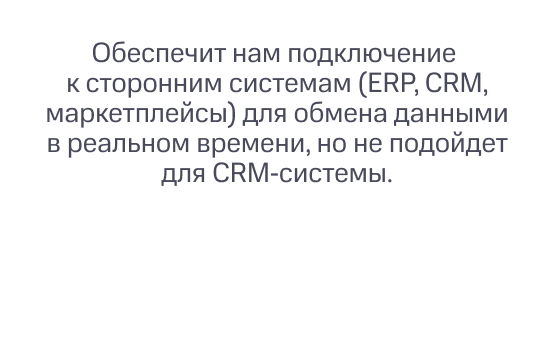 Обеспечит нам подключение
к сторонним системам (ERP, CRM,
маркетплейсы) для обмена данными
в реальном времени, но не подойдет
для CRM-системы.